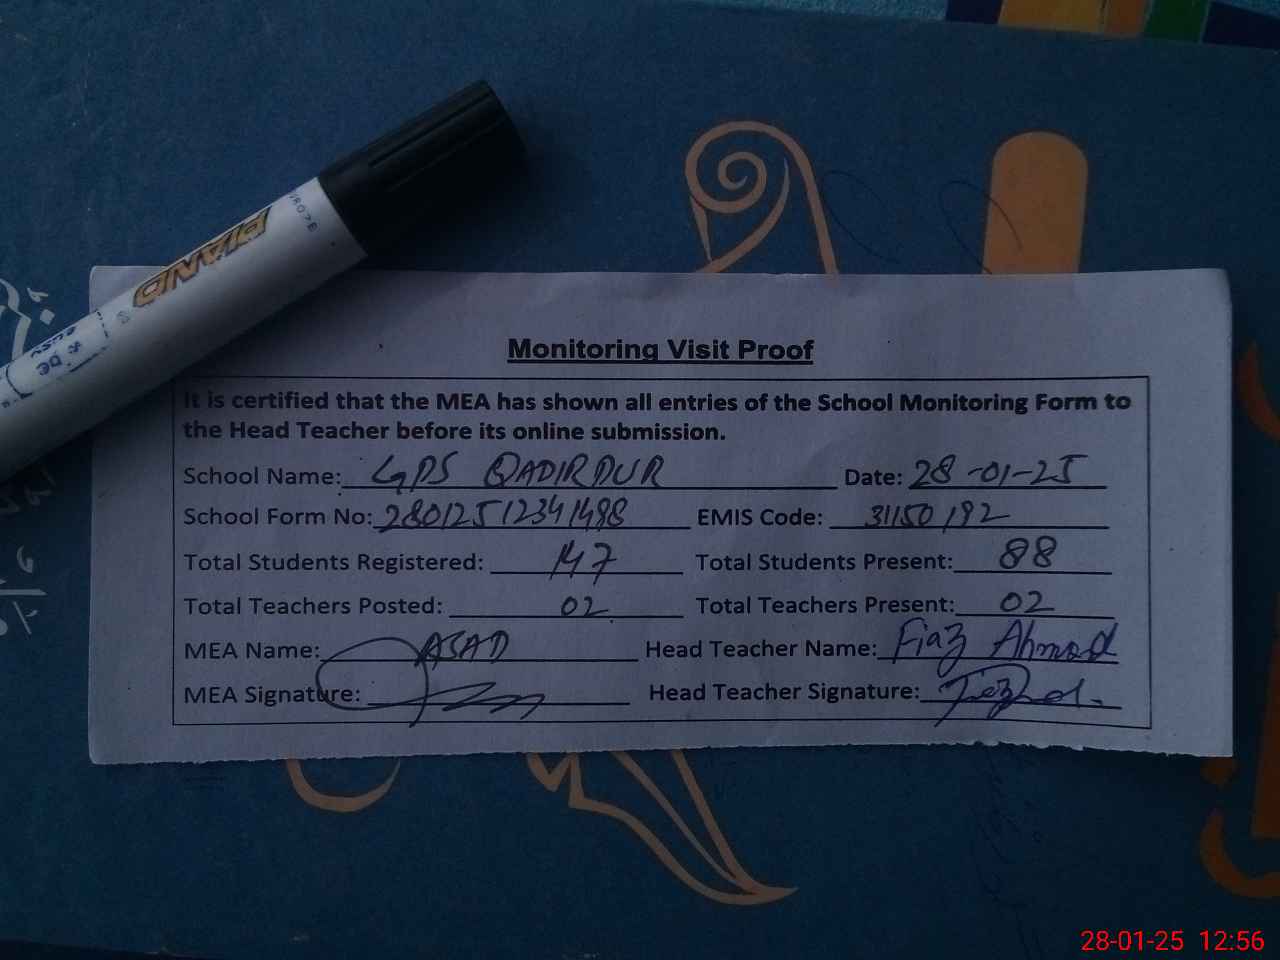 PIANO
Monitoring Visit Proof
It is certified that the MEA has shown all entries of the School Monitoring Form to
the Head Teacher before its online submission.
School Name: GPS QADIRPUR Date: 28-01-25
School Form No: 28012512341498 EMIS Code: 31150192
Total Students Registered: 147 Total Students Present: 88
Total Teachers Posted: 02 Total Teachers Present: 02
MEA Name: ASAD Head Teacher Name: Fiaz Ahmad
MEA Signature: Head Teacher Signature:
28-01-25 12:56